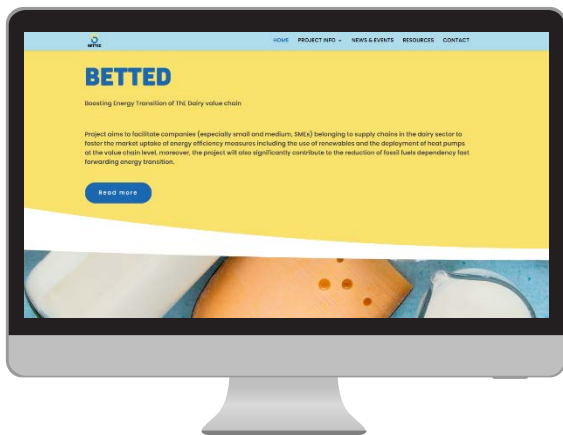 BETTED
HOME PROJECT INFO NEWS & EVENTS RESOURCES CONTACT
BETTED
Boosting Energy Transition of THE Dairy value chain
Project aims to facilitate companies (especially small and medium, SMEs) belonging to supply chains in the dairy sector to
foster the market uptake of energy efficiency measures including the use of renewables and the deployment of heat pumps
at the value chain level. moreover, the project will also significantly contribute to the reduction of fossil fuels dependency fast
forwarding energy transition.
Read more